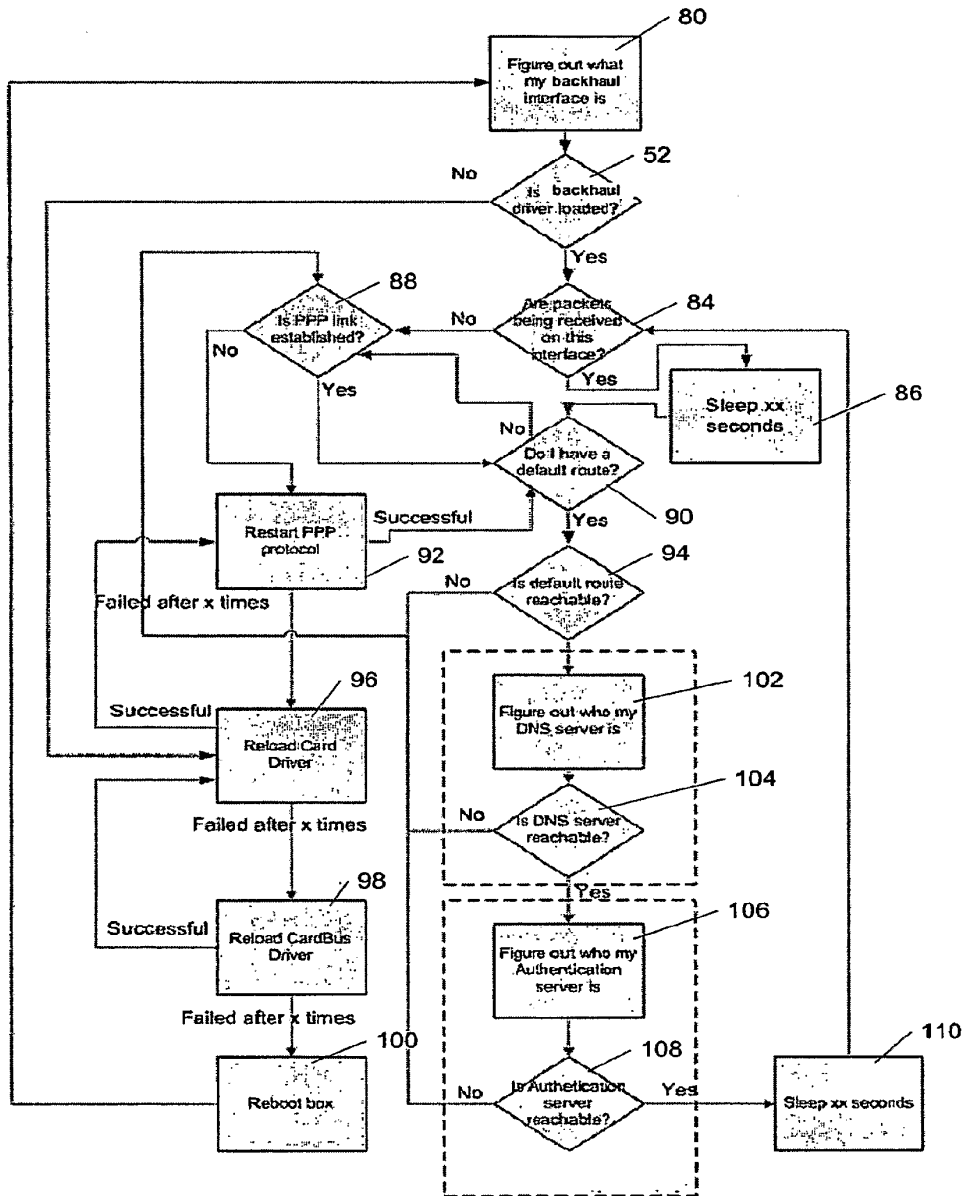 80
Figure out what
my backhaul
interface is
52
No
Is backhaul
driver loaded?
Yes
88
Are packets
being received
on this
interface?
84
Is PPP link
established?
No
No
Yes
Yes
Sleep xx
seconds
86
No
Do I have a
default route?
90
Successful
Yes
Restart PPP
protocol
92
94
No
Is default route
reachable?
Failed after x times
102
96
Figure out who my
DNS server is
Successful
Reload Card
Driver
104
No
Is DNS server
reachable?
Failed after x times
98
Yes
106
Successful
Reload CardBus
Driver
Figure out who my
Authentication
server is
Failed after x times
100
108
110
Reboot box
No
Is Authetication
server
reachable?
Yes
Sleep xx seconds